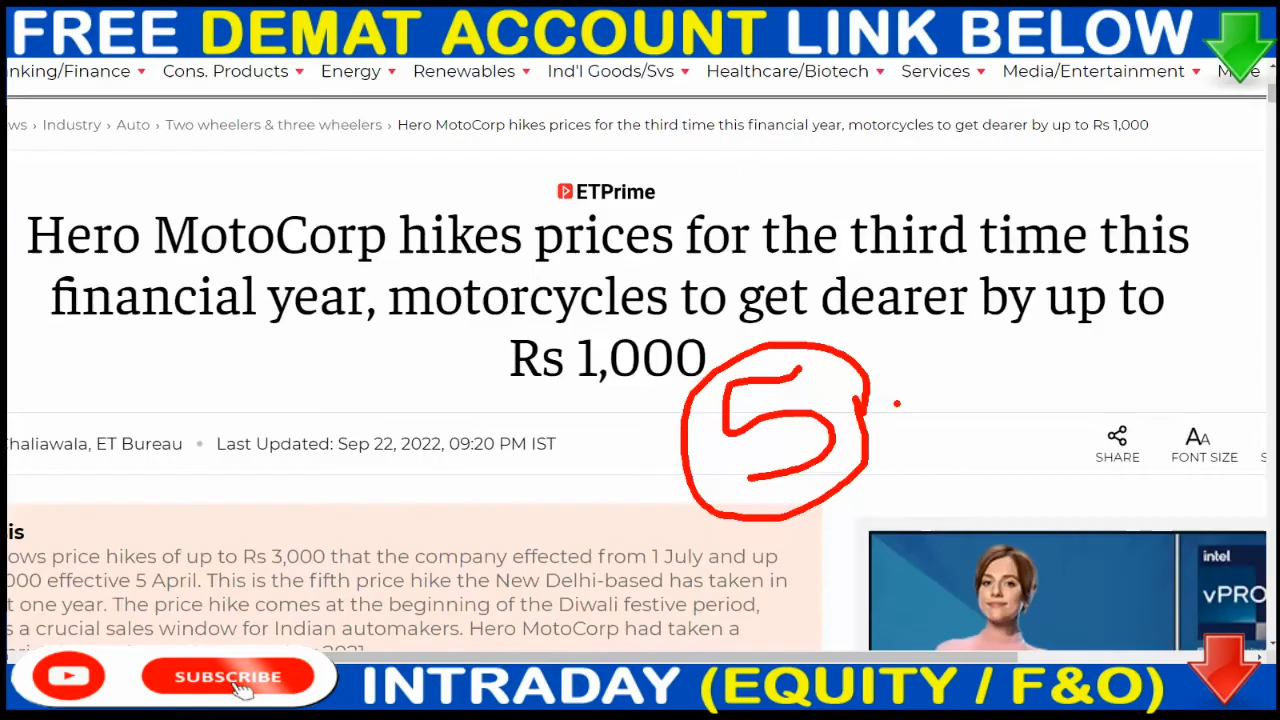 FREE DEMAT ACCOUNT LINK BELOW
nking/Finance Cons. Products Energy Renewables Ind'l Goods/Svs Healthcare/Biotech Services Media/Entertainment More
ws › Industry › Auto › Two wheelers & three wheelers › Hero MotoCorp hikes prices for the third time this financial year, motorcycles to get dearer by up to Rs 1,000
ETPrime
Hero MotoCorp hikes prices for the third time this
financial year, motorcycles to get dearer by up to
Rs 1,000
5
haliawala, ET Bureau • Last Updated: Sep 22, 2022, 09:20 PM IST
SHARE
AA
FONT SIZE
is
ows price hikes of up to Rs 3,000 that the company effected from 1 July and up
000 effective 5 April. This is the fifth price hike the New Delhi-based has taken in
t one year. The price hike comes at the beginning of the Diwali festive period,
s a crucial sales window for Indian automakers. Hero MotoCorp had taken a
intel
vPRO
SUBSCRIBE
INTRADAY (EQUITY / F&O)